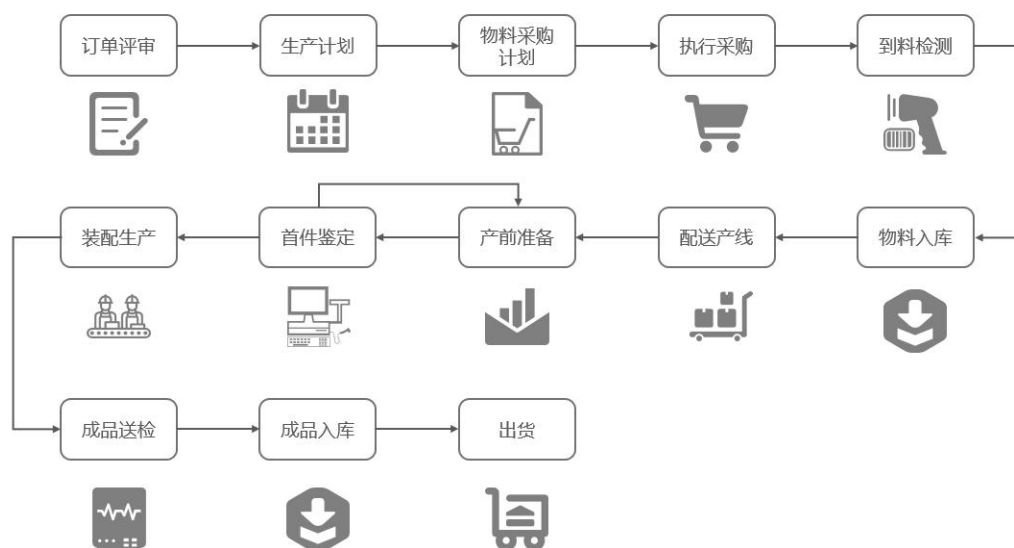 订单评审
生产计划
物料采购
计划
执行采购
到料检测
装配生产
首件鉴定
产前准备
配送产线
物料入库
成品送检
成品入库
出货